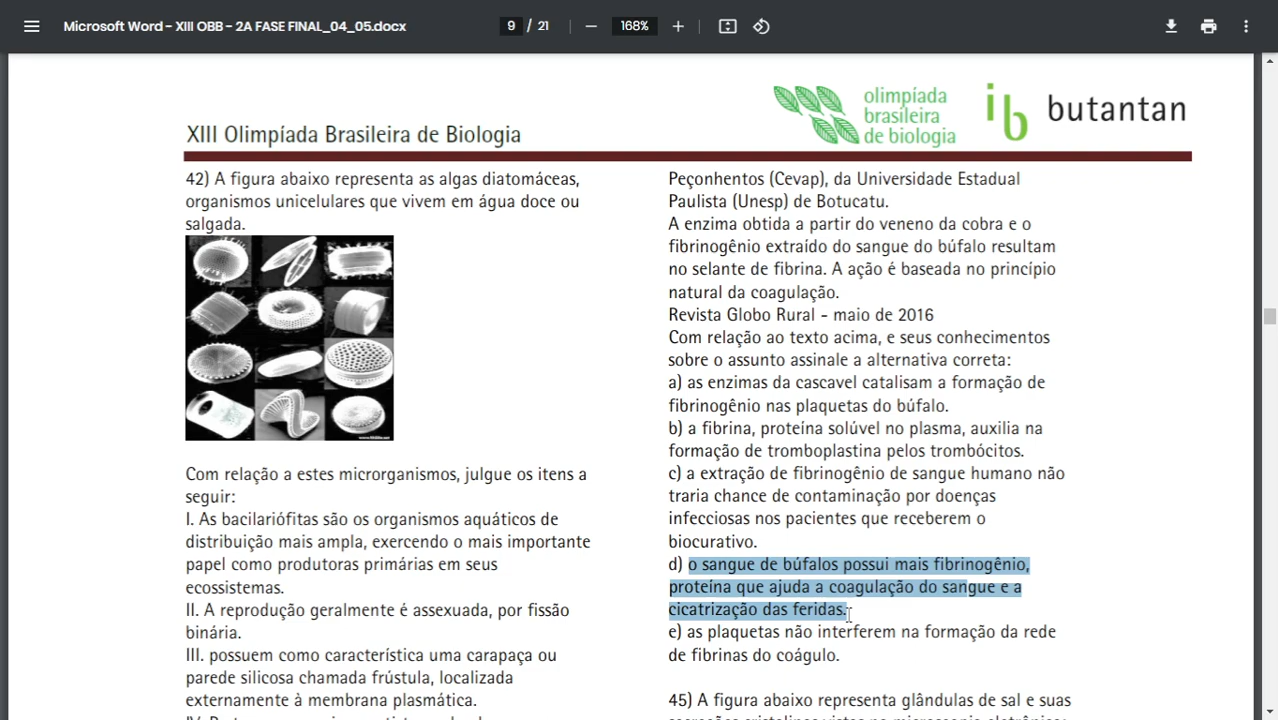 Microsoft Word - XIII OBB - 2A FASE FINAL_04_05.docx
9 / 21
168%
olimpíada
brasileira
de biologia
ib butantan
XIII Olimpíada Brasileira de Biologia
42) A figura abaixo representa as algas diatomáceas,
organismos unicelulares que vivem em água doce ou
salgada.
Com relação a estes microrganismos, julgue os itens a
seguir:
I. As bacilariófitas são os organismos aquáticos de
distribuição mais ampla, exercendo o mais importante
papel como produtoras primárias em seus
ecossistemas.
II. A reprodução geralmente é assexuada, por fissão
binária.
III. possuem como característica uma carapaça ou
parede silicosa chamada frústula, localizada
externamente à membrana plasmática.
Peçonhentos (Cevap), da Universidade Estadual
Paulista (Unesp) de Botucatu.
A enzima obtida a partir do veneno da cobra e o
fibrinogênio extraído do sangue do búfalo resultam
no selante de fibrina. A ação é baseada no princípio
natural da coagulação.
Revista Globo Rural - maio de 2016
Com relação ao texto acima, e seus conhecimentos
sobre o assunto assinale a alternativa correta:
a) as enzimas da cascavel catalisam a formação de
fibrinogênio nas plaquetas do búfalo.
b) a fibrina, proteína solúvel no plasma, auxilia na
formação de tromboplastina pelos trombócitos.
c) a extração de fibrinogênio de sangue humano não
traria chance de contaminação por doenças
infecciosas nos pacientes que receberem o
biocurativo.
d) o sangue de búfalos possui mais fibrinogênio,
proteína que ajuda a coagulação do sangue e a
cicatrização das feridas.
e) as plaquetas não interferem na formação da rede
de fibrinas do coágulo.
45) A figura abaixo representa glândulas de sal e suas